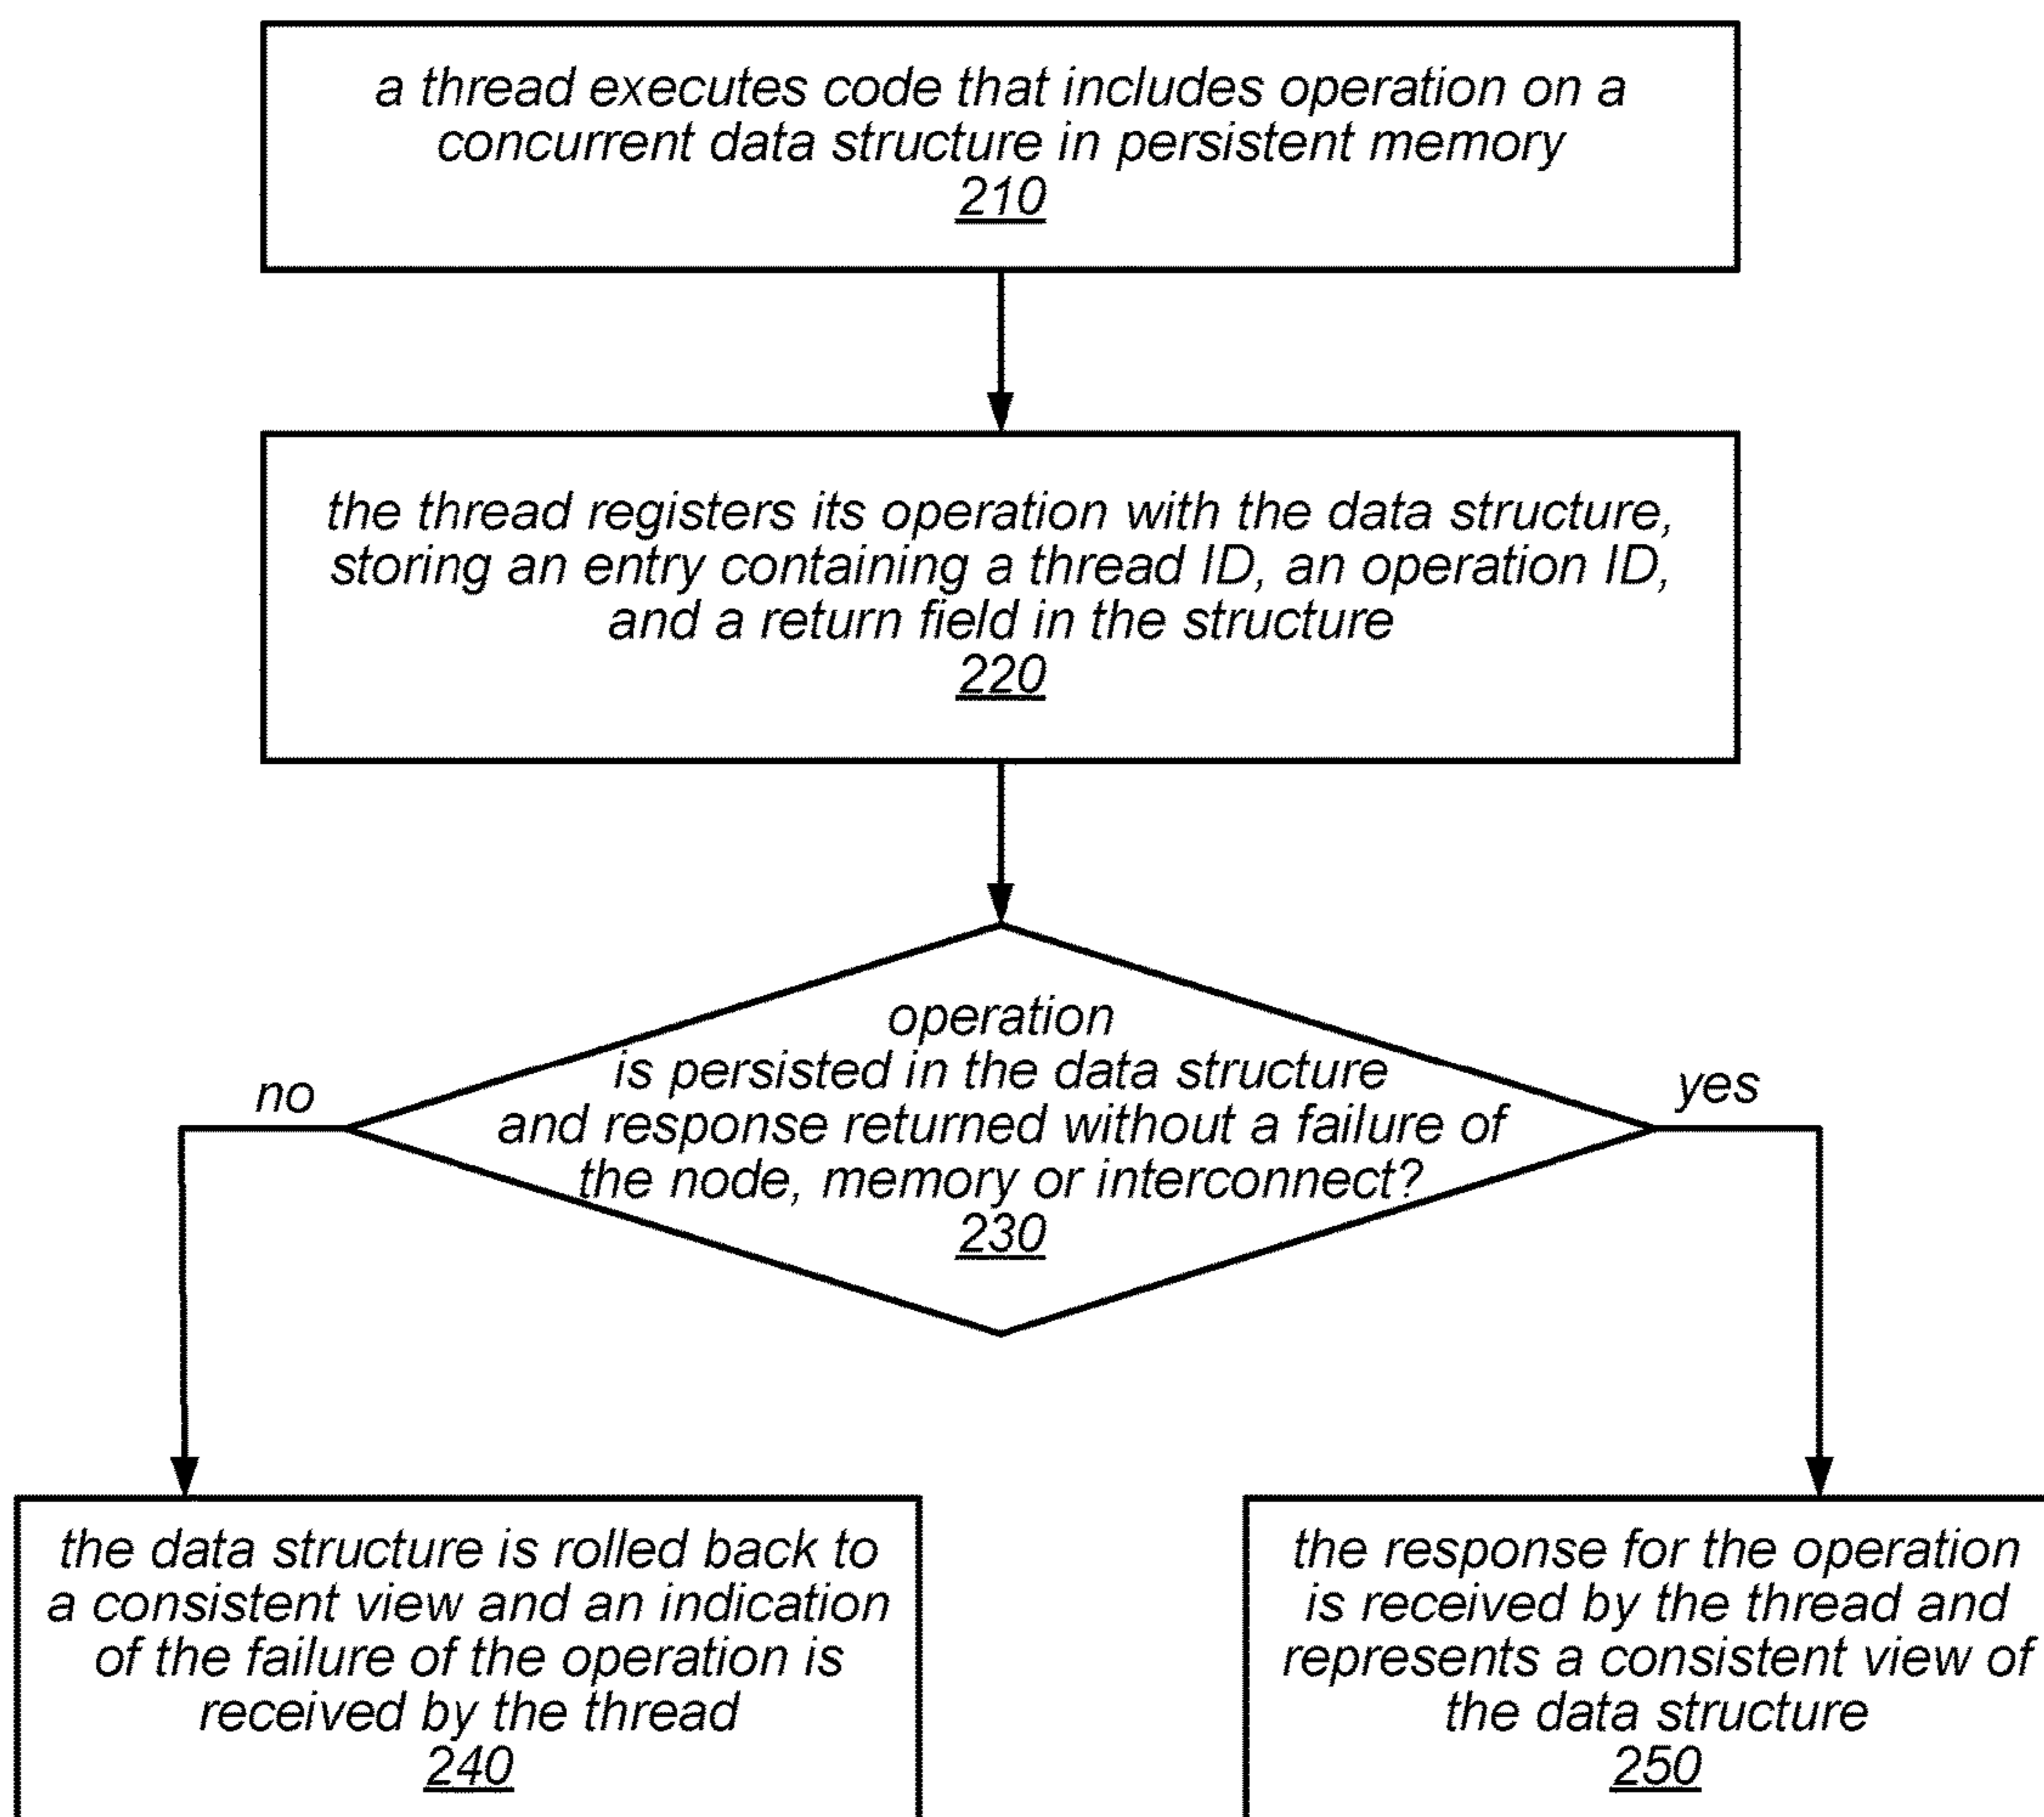 a thread executes code that includes operation on a
concurrent data structure in persistent memory
210
the thread registers its operation with the data structure,
storing an entry containing a thread ID, an operation ID,
and a return field in the structure
220
operation
is persisted in the data structure
and response returned without a failure of
the node, memory or interconnect?
230
no
yes
the data structure is rolled back to
a consistent view and an indication
of the failure of the operation is
received by the thread
240
the response for the operation
is received by the thread and
represents a consistent view of
the data structure
250